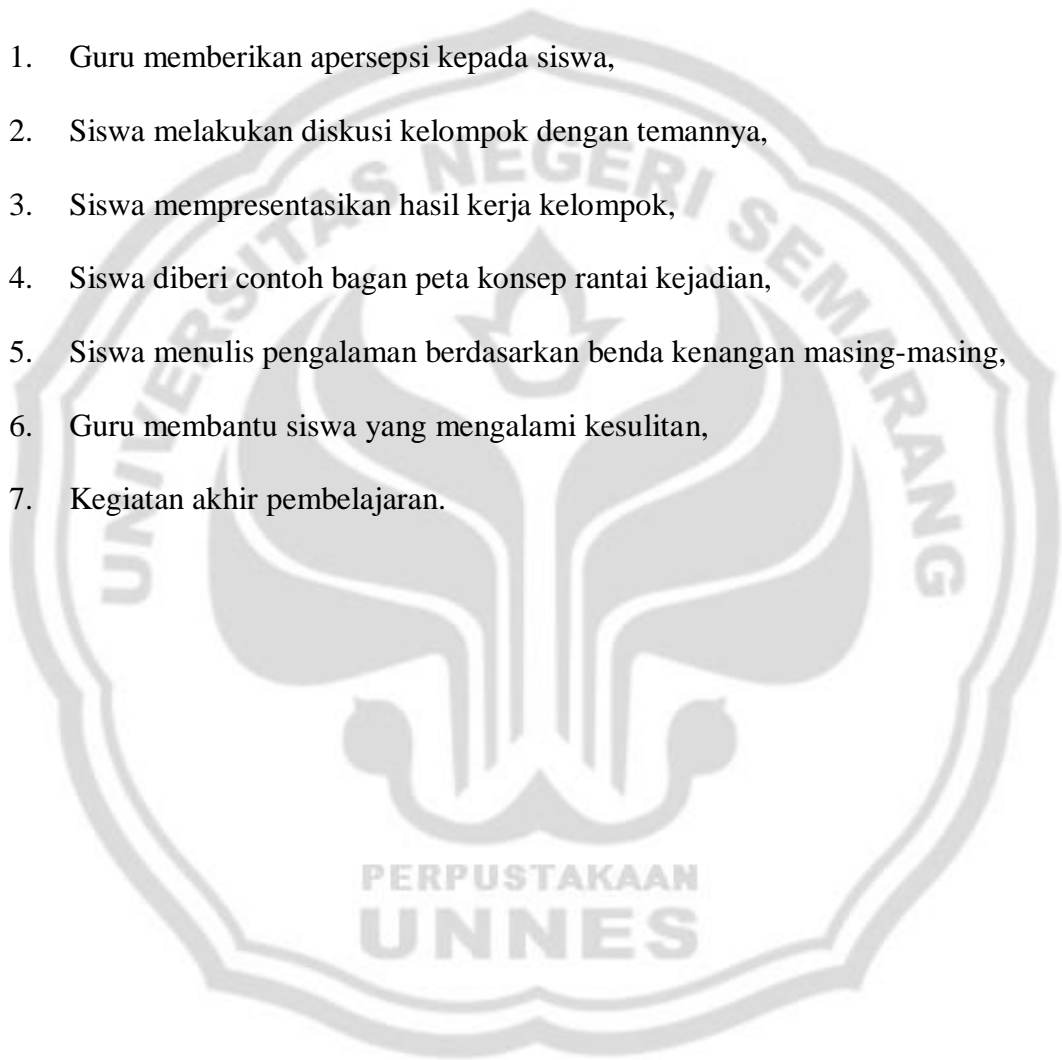 1. Guru memberikan apersepsi kepada siswa,
2. Siswa melakukan diskusi kelompok dengan temannya,
3. Siswa mempresentasikan hasil kerja kelompok,
4. Siswa diberi contoh bagan peta konsep rantai kejadian,
5. Siswa menulis pengalaman berdasarkan benda kenangan masing-masing,
6. Guru membantu siswa yang mengalami kesulitan,
7. Kegiatan akhir pembelajaran.
UNIVERSITAS NEGERI SEMARANG
PERPUSTAKAAN
UNNES